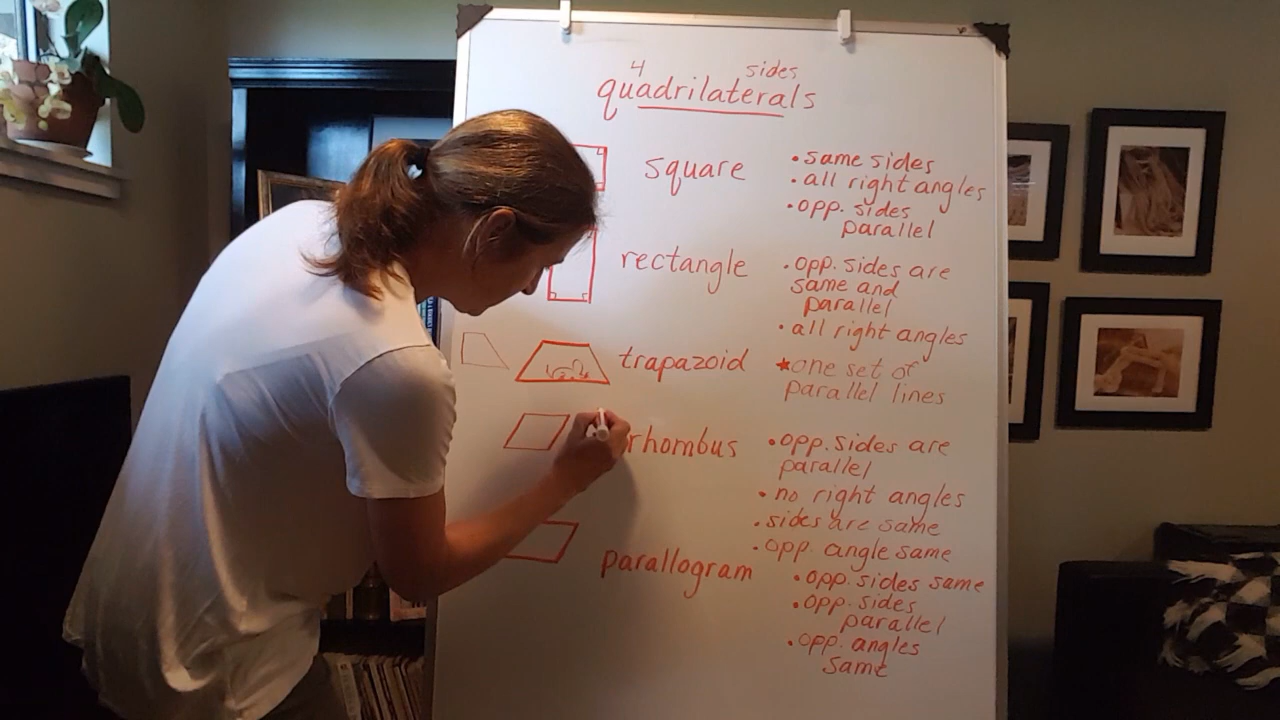 4 sides
quadrilaterals
square
• same sides
• all right angles
• opp. sides
parallel
rectangle
• opp. sides are
same and
parallel
• all right angles
trapazoid
★one set of
parallel lines
rhombus
• opp. sides are
parallel
• no right angles
• sides are same
• opp. angle same
parallogram
• opp. sides same
• opp. sides
parallel
• opp. angles
same